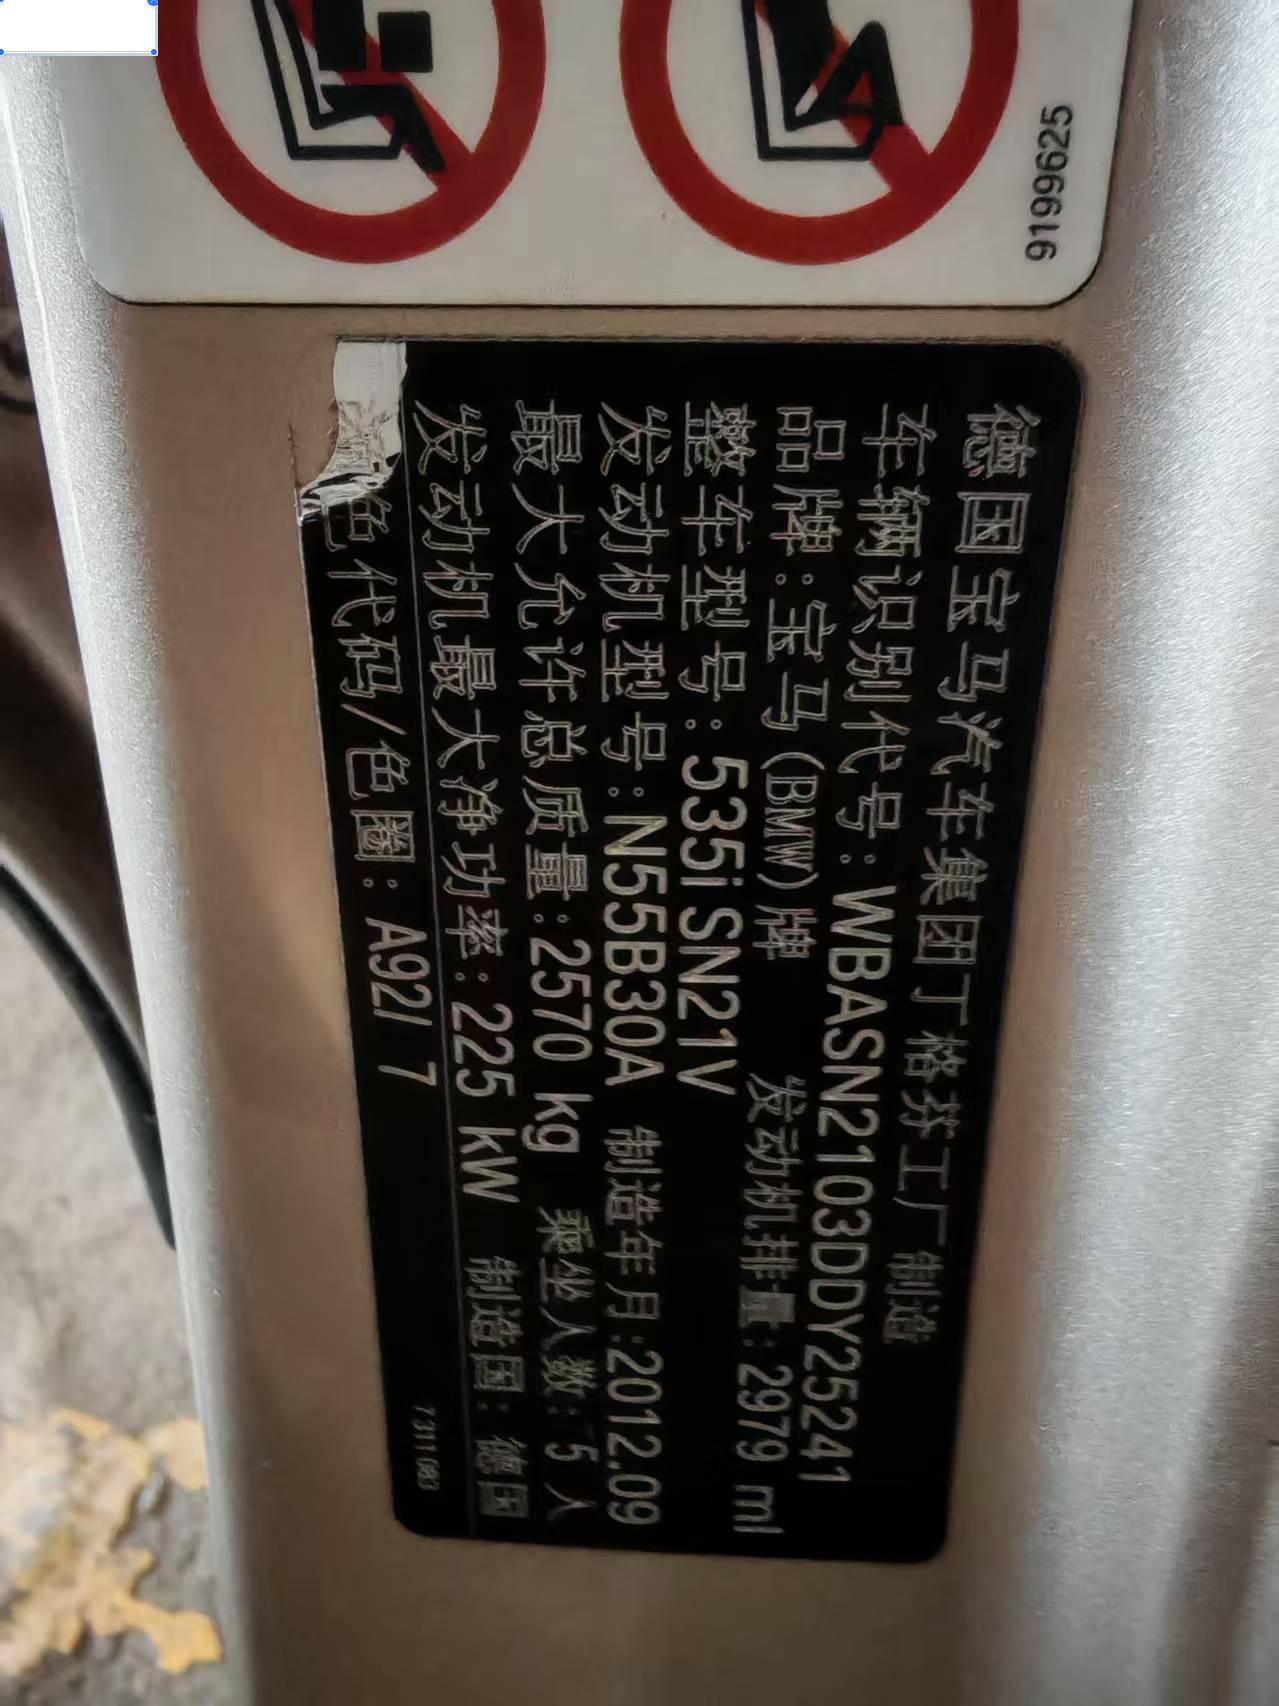 9199625
德国宝马汽车集团丁格芬工厂制造
车辆识别代号:WBASN2103DDY25241
品牌:宝马(BMW)牌 发动机排量:2979 ml
整车型号:535i SN21V
发动机型号:N55B30A 制造年月:2012.09
最大允许总质量:2570 kg 乘坐人数:5 人
发动机最大净功率:225 kW 制造国:德国
色代码/色圈: A92/ 7
7 311 083